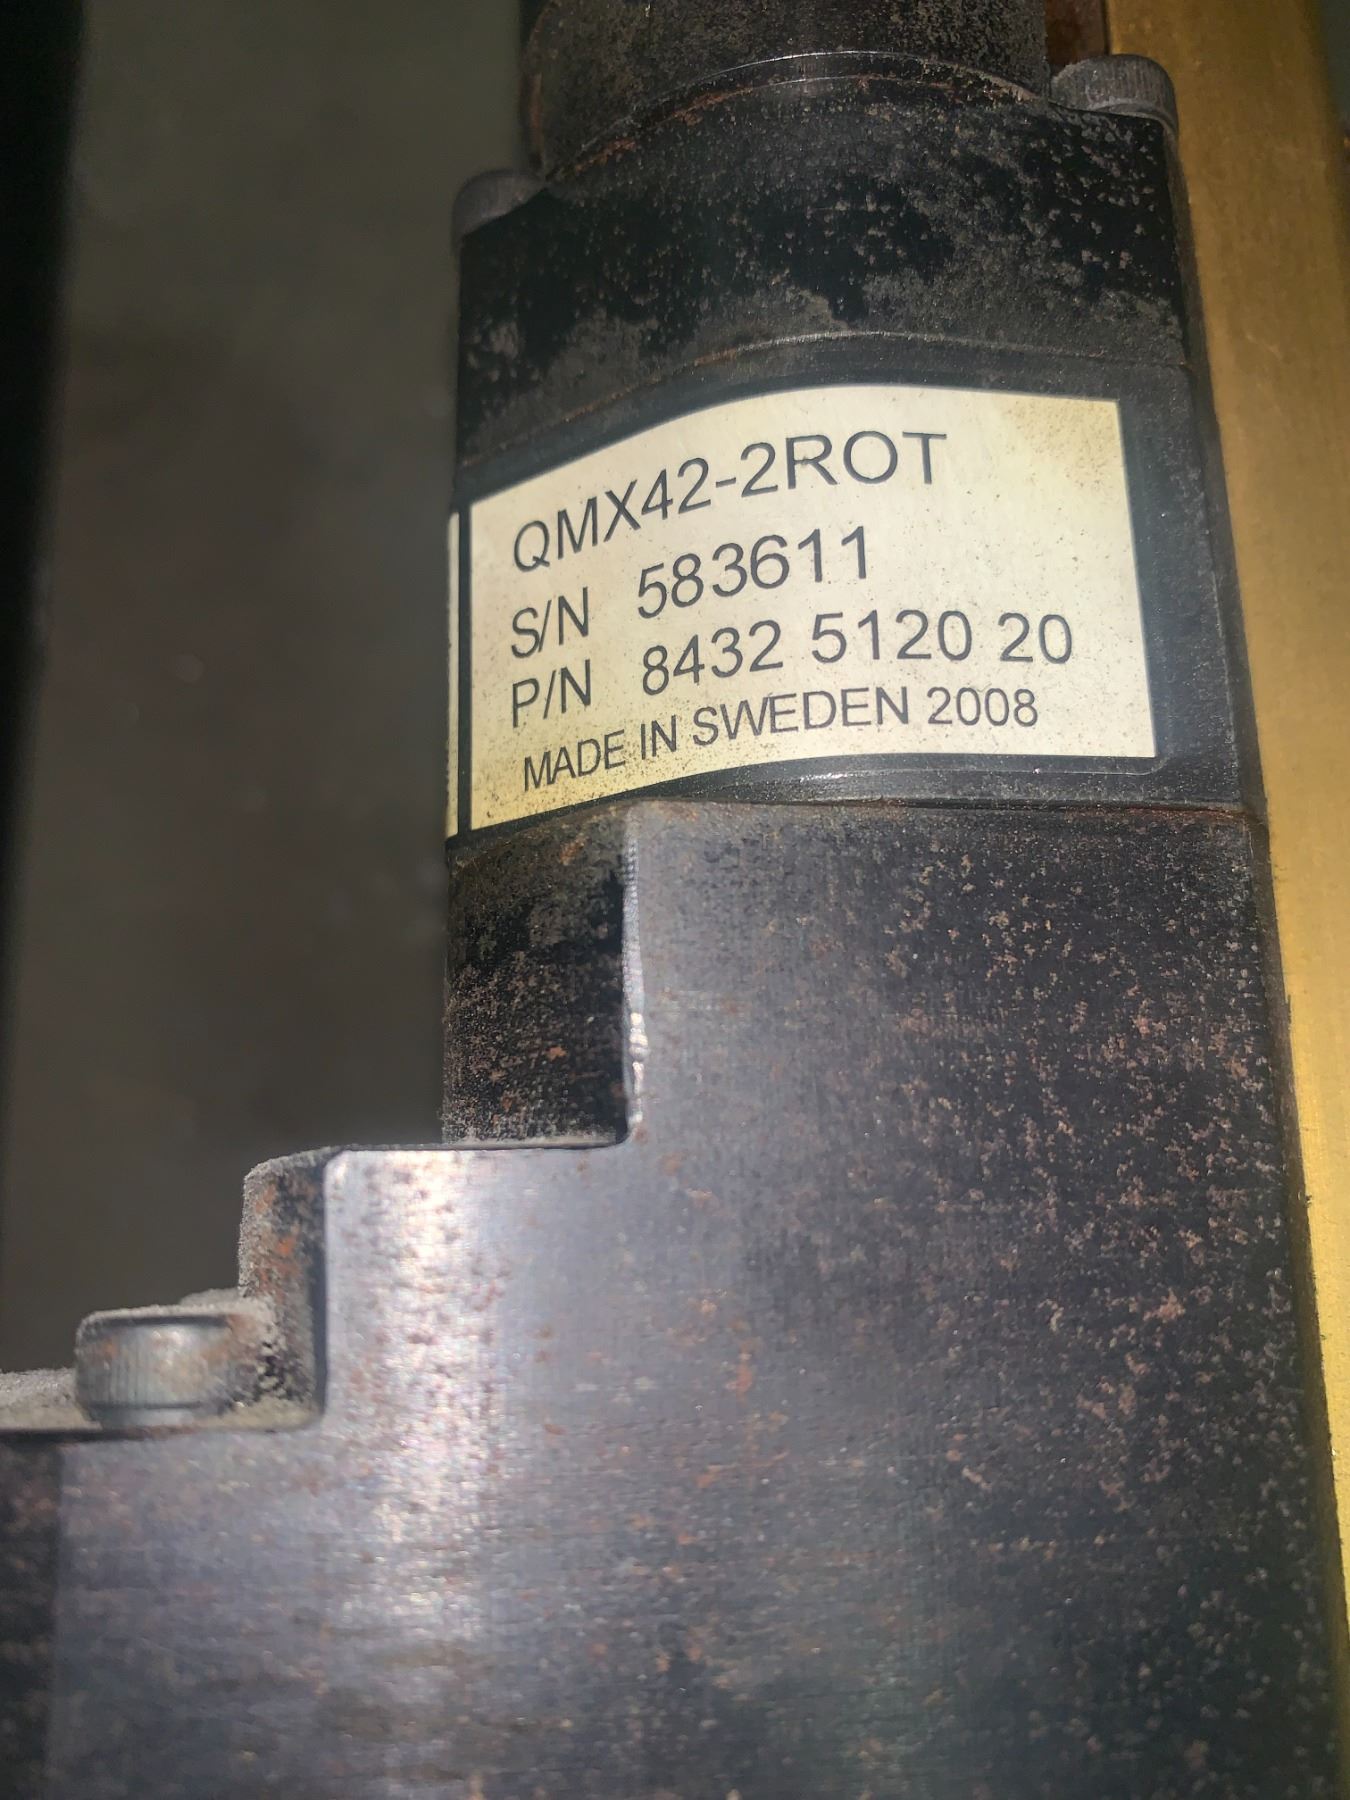 QMX42-2ROT
S/N 583611
P/N 8432 5120 20
MADE IN SWEDEN 2008